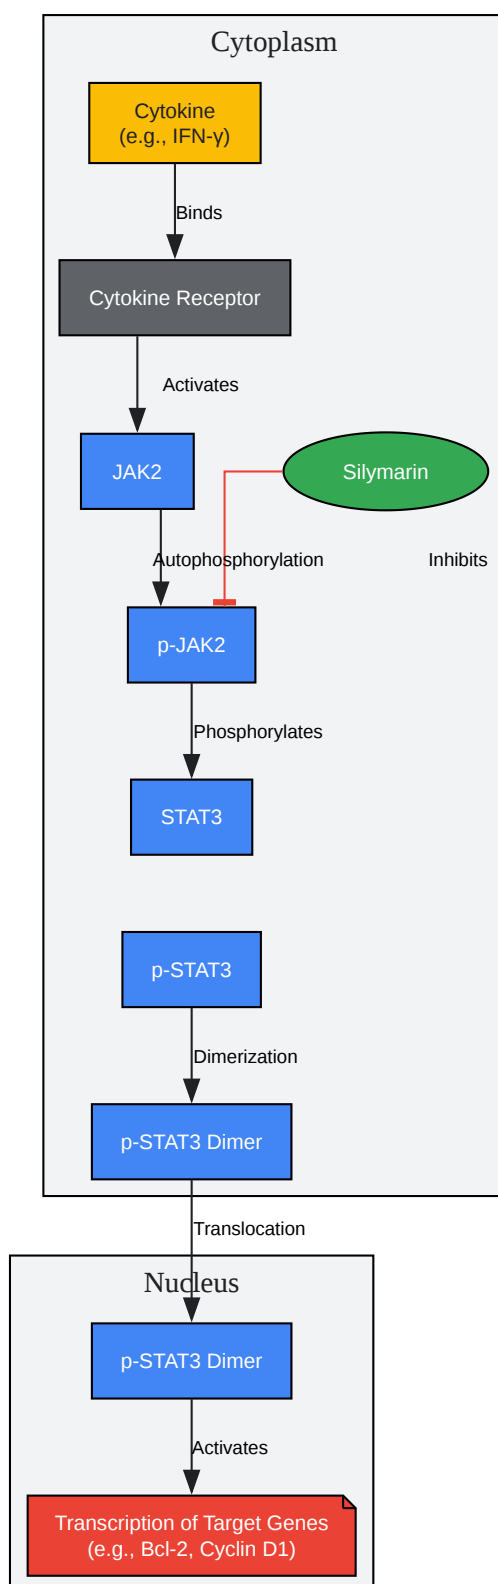 Cytoplasm
Cytokine
(e.g., IFN-γ)
Binds
Cytokine Receptor
Activates
JAK2
Silymarin
Autophosphorylation
Inhibits
p-JAK2
Phosphorylates
STAT3
p-STAT3
Dimerization
p-STAT3 Dimer
Translocation
Nucleus
p-STAT3 Dimer
Activates
Transcription of Target Genes
(e.g., Bcl-2, Cyclin D1)